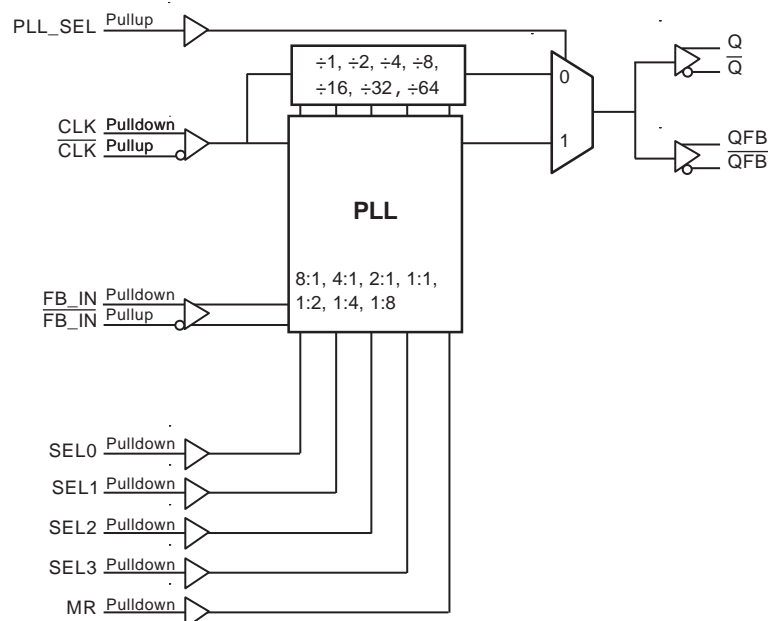 PLL_SEL Pullup
÷1, ÷2, ÷4, ÷8,
÷16, ÷32, ÷64
0
1
Q
Q
QFB
QFB
CLK Pulldown
CLK Pullup
PLL
8:1, 4:1, 2:1, 1:1,
1:2, 1:4, 1:8
FB_IN Pulldown
FB_IN Pullup
SEL0 Pulldown
SEL1 Pulldown
SEL2 Pulldown
SEL3 Pulldown
MR Pulldown